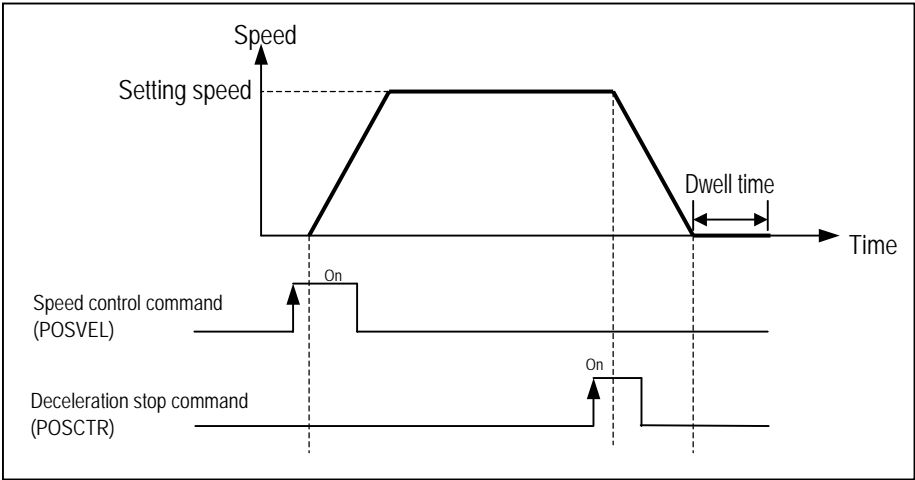 Speed
Setting speed
Dwell time
Time
On
Speed control command
(POSVEL)
On
Deceleration stop command
(POSCTR)